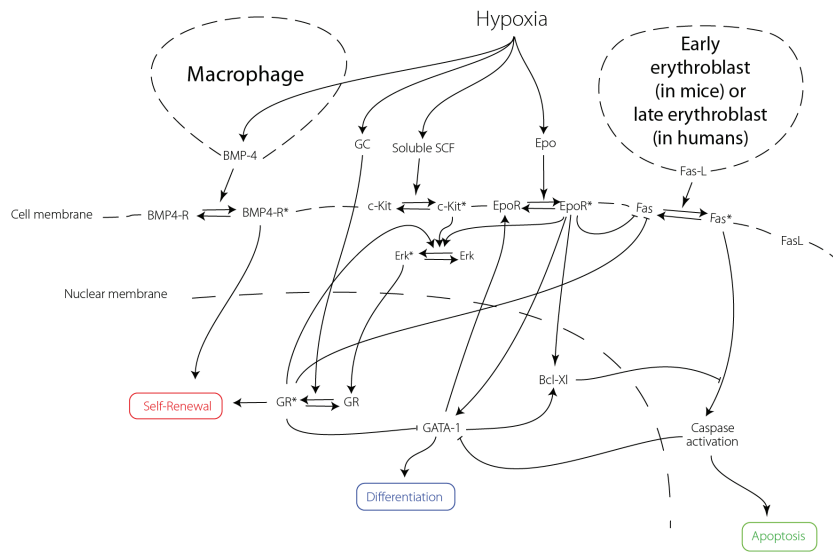 Hypoxia
Macrophage
Early
erythroblast
(in mice) or
late erythroblast
(in humans)
BMP-4
GC
Soluble SCF
Epo
Fas-L
Cell membrane
BMP4-R
BMP4-R*
c-Kit
c-Kit*
EpoR
EpoR*
Fas
Fas*
FasL
Erk*
Erk
Nuclear membrane
Bcl-Xl
Self-Renewal
GR*
GR
GATA-1
Caspase
activation
Differentiation
Apoptosis